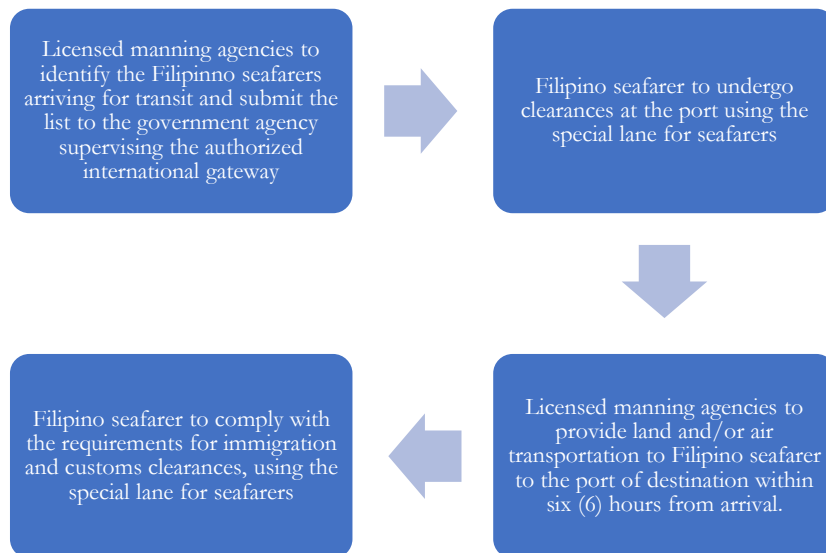 Licensed manning agencies to
identify the Filipinno seafarers
arriving for transit and submit the
list to the government agency
supervising the authorized
international gateway
Filipino seafarer to undergo
clearances at the port using the
special lane for seafarers
Licensed manning agencies to
provide land and/or air
transportation to Filipino seafarer
to the port of destination within
six (6) hours from arrival.
Filipino seafarer to comply with
the requirements for immigration
and customs clearances, using the
special lane for seafarers